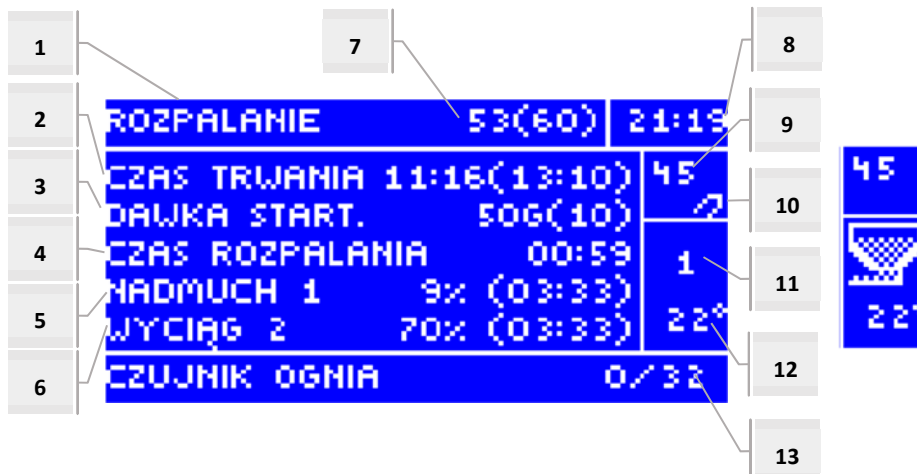 1
7
8
2
ROZPALANIE 53(60) 21:19
9
3
CZAS TRWANIA 11:16(13:10) 45
45
DAWKA START. 50G(10)
10
4
CZAS ROZPALANIA 00:59
1
11
5
NADMUCH 1 9% (03:33)
WYCIĄG 2 70% (03:33) 22°
22°
6
CZUJNIK OGNIA 0/32
12
13